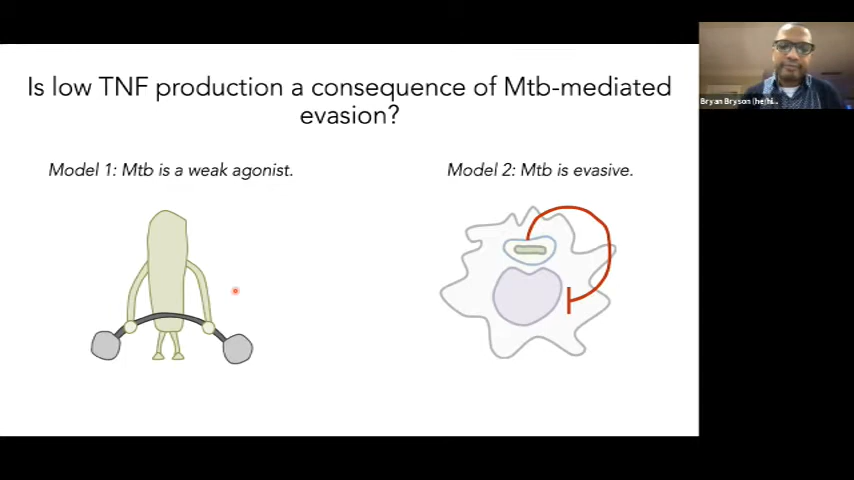 Is low TNF production a consequence of Mtb-mediated
evasion?
Model 1: Mtb is a weak agonist.
Model 2: Mtb is evasive.
Bryan Bryson (he/hi...